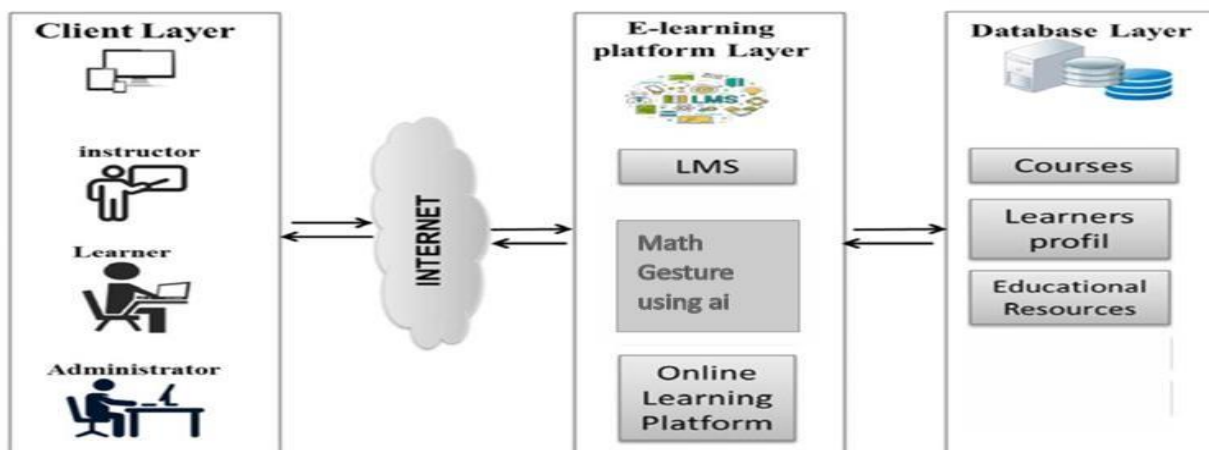 Client Layer
instructor
Learner
Administrator
INTERNET
E-learning
platform Layer
LMS
LMS
Math
Gesture
using ai
Online
Learning
Platform
Database Layer
Courses
Learners
profil
Educational
Resources